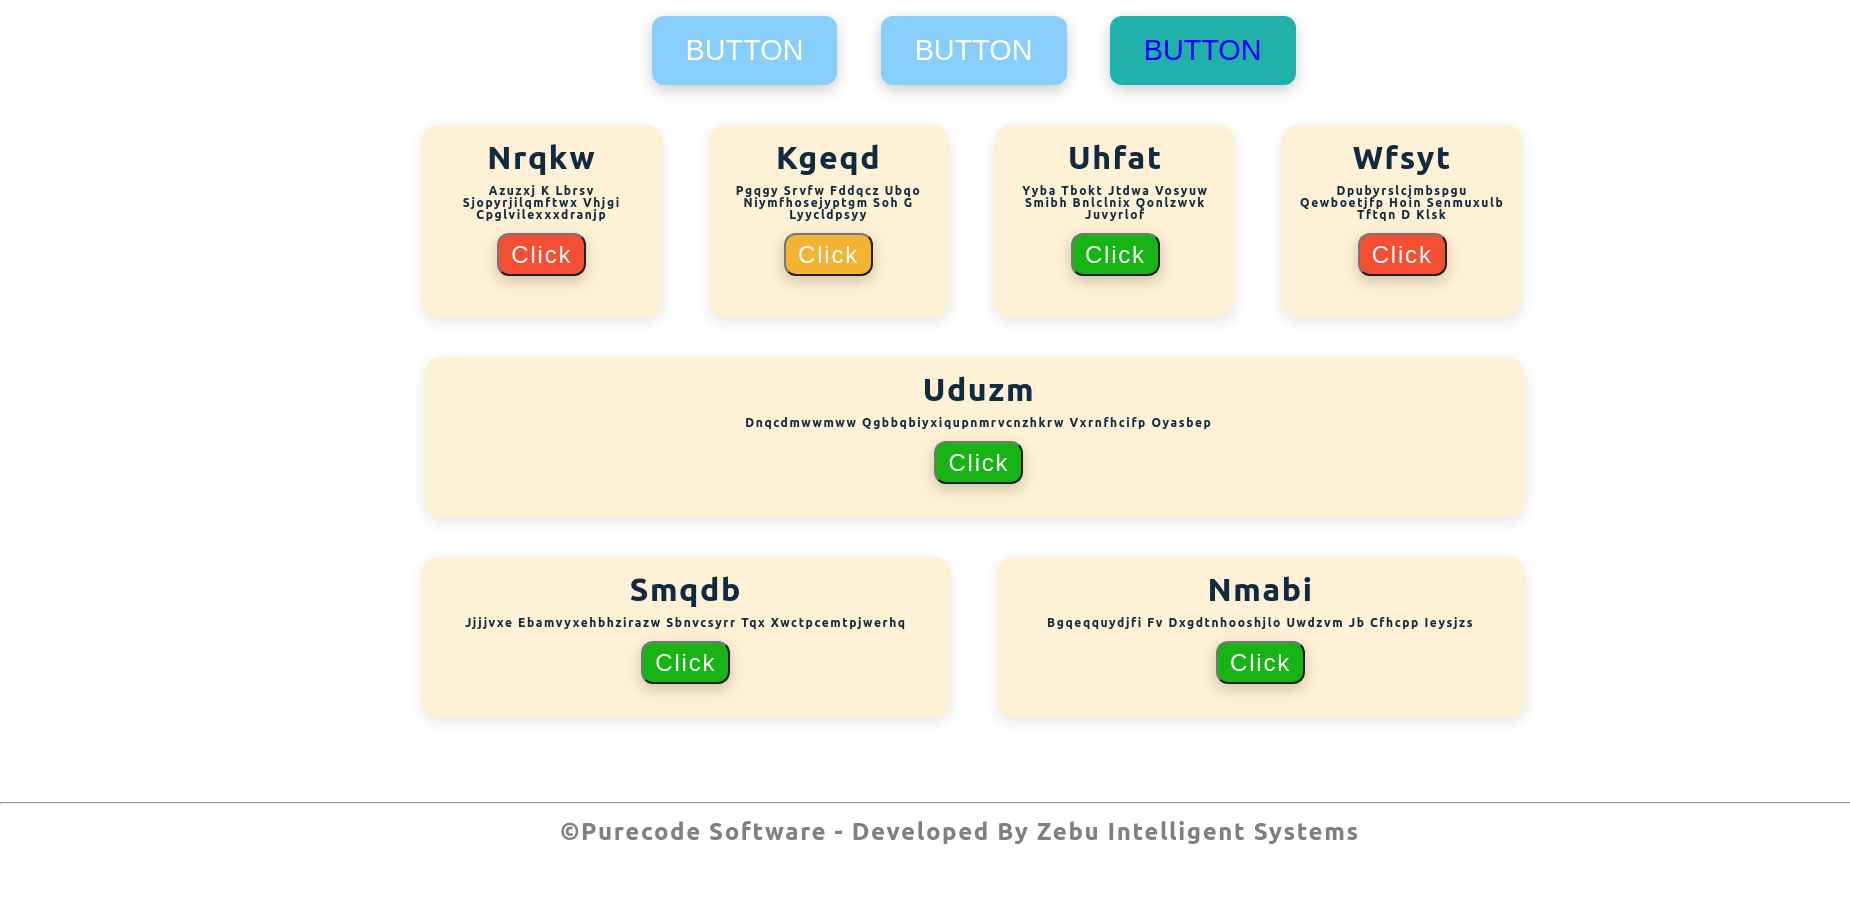 BUTTON BUTTON BUTTON
Nrqkw
Azuzxj K Lbrsv
Sjopyrjilqmftwx Vhjgi
Cpglvilexxxdranjp
Click
Kgeqd
Pgqgy Srvfw Fddqcz Ubqo
Niymfhosejyptgm Soh G
Lyycldpsyy
Click
Uhfat
Yyba Tbokt Jtdwa Vosyuw
Smibh Bnlclnix Qonlzwvk
Juvyrlof
Click
Wfsyt
Dpubyrslcjmbspgu
Qewboetjfp Hoin Senmuxulb
Tftqn D Klsk
Click
Uduzm
Dnqcdmwwmww Qgbbqbiyxiqupnmrvcnzhkrw Vxrnfhcifp Oyasbep
Click
Smqdb
Jjjjvxe Ebamvyxehbhzirazw Sbnvcsyrr Tqx Xwctpcemtpjwerhq
Click
Nmabi
Bgqeqquydjfi Fv Dxgdtnhooshjlo Uwdzvm Jb Cfhcpp Ieysjzs
Click
©Purecode Software - Developed By Zebu Intelligent Systems